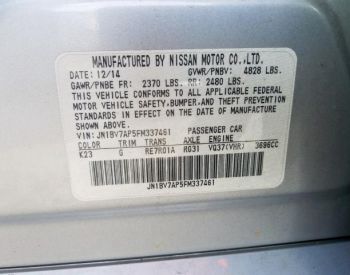 MANUFACTURED BY NISSAN MOTOR CO.,LTD.
DATE: 12/14 GVWR/PNBV: 4828 LBS.
GAWR/PNBE FR: 2370 LBS. RR: 2480 LBS.
THIS VEHICLE CONFORMS TO ALL APPLICABLE FEDERAL
MOTOR VEHICLE SAFETY, BUMPER, AND THEFT PREVENTION
STANDARDS IN EFFECT ON THE DATE OF MANUFACTURE
SHOWN ABOVE.
VIN: JN1BV7AP5FM337461 PASSENGER CAR
COLOR TRIM TRANS AXLE ENGINE
K23 G RE7R01A RG31 VQ37(VHR) 3696CC
JN1BV7AP5FM337461